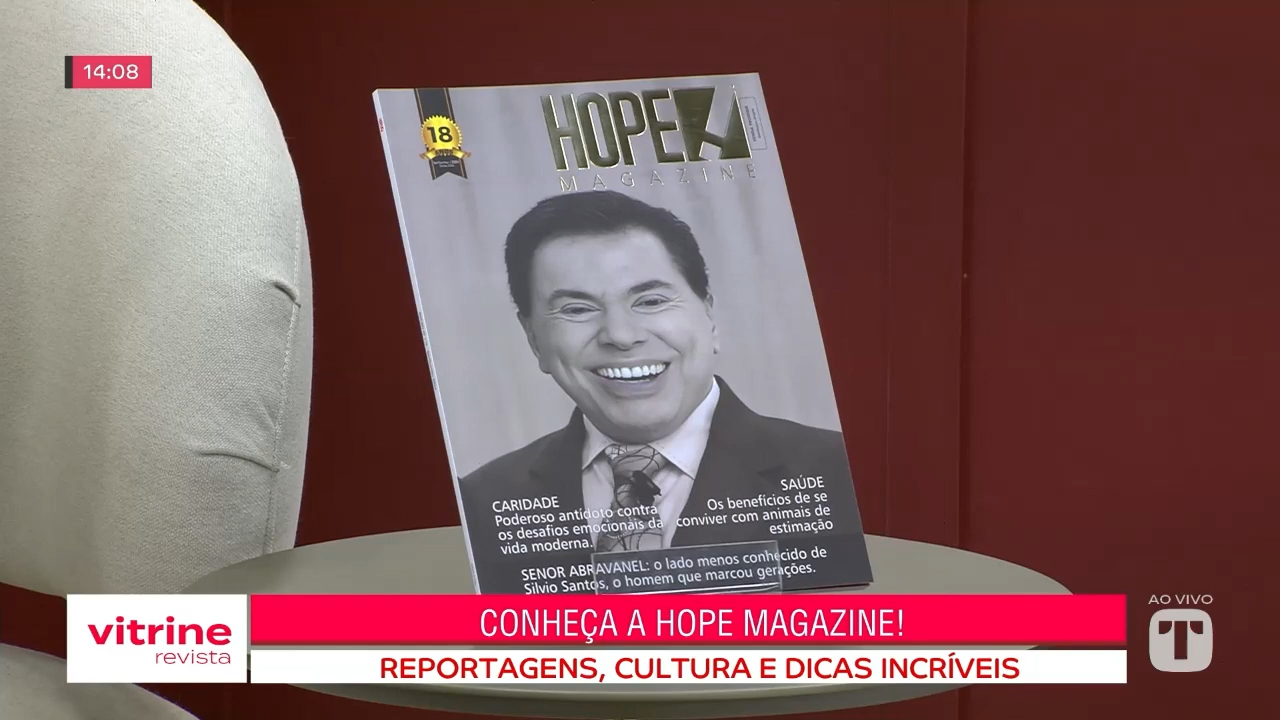 14:08
18
HOPE
MAGAZINE
CARIDADE
Poderoso antídoto contra
os desafios emocionais da
vida moderna.
SAÚDE
Os benefícios de se
conviver com animais de
estimação
SENOR ABRAVANEL: o lado menos conhecido de
Silvio Santos, o homem que marcou gerações.
vitrine
revista
CONHEÇA A HOPE MAGAZINE!
REPORTAGENS, CULTURA E DICAS INCRÍVEIS
AO VIVO
T